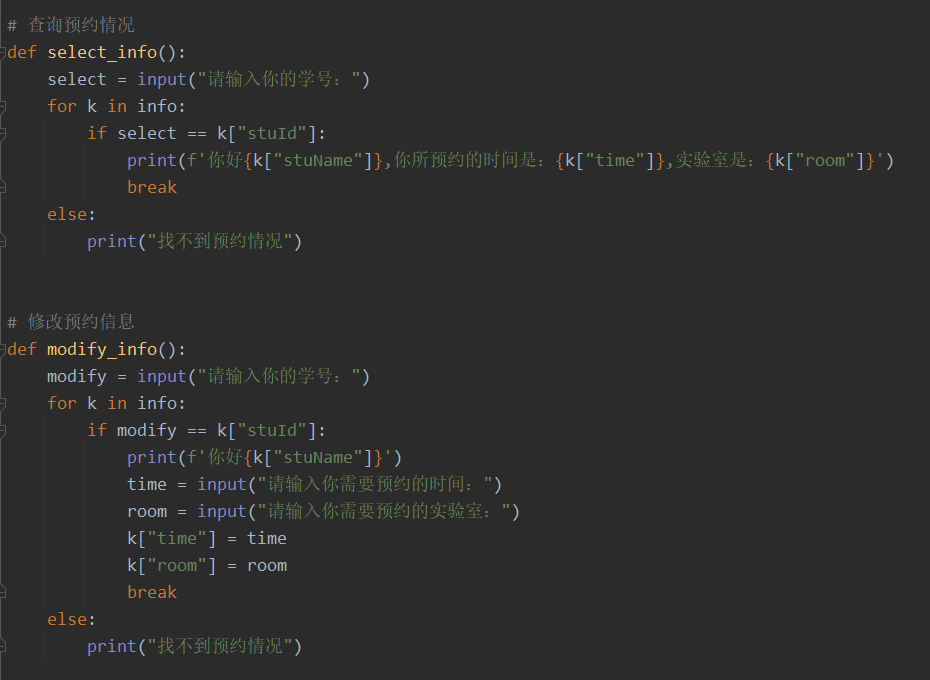 # 查询预约情况
def select_info():
    select = input("请输入你的学号：")
    for k in info:
        if select == k["stuId"]:
            print(f'你好{k["stuName"]},你所预约的时间是：{k["time"]},实验室是：{k["room"]}')
            break
    else:
        print("找不到预约情况")
# 修改预约信息
def modify_info():
    modify = input("请输入你的学号：")
    for k in info:
        if modify == k["stuId"]:
            print(f'你好{k["stuName"]}')
            time = input("请输入你需要预约的时间：")
            room = input("请输入你需要预约的实验室：")
            k["time"] = time
            k["room"] = room
            break
    else:
        print("找不到预约情况")